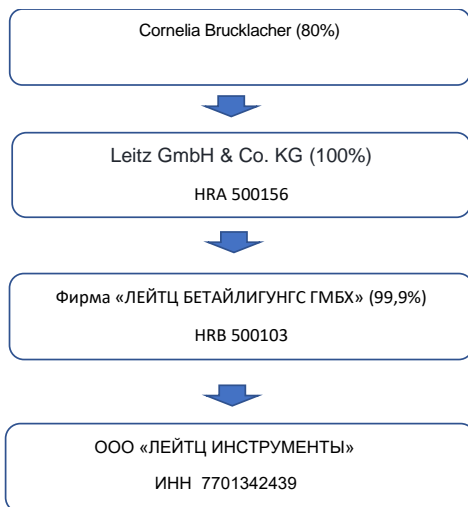 Cornelia Brucklacher (80%)
Leitz GmbH & Co. KG (100%)
HRA 500156
Фирма «ЛЕЙТЦ БЕТАЙЛИГУНГС ГМБХ» (99,9%)
HRB 500103
ООО «ЛЕЙТЦ ИНСТРУМЕНТЫ»
ИНН 7701342439